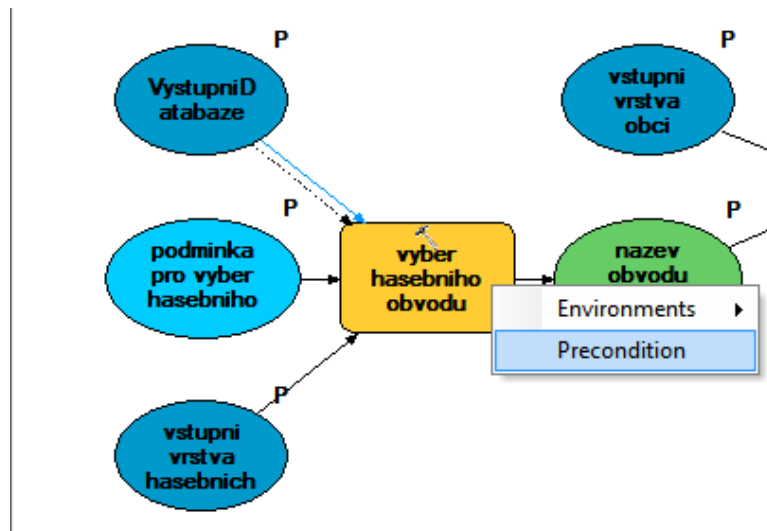 P
VystupniD
atabaze
P
vstupni
vrstva
obci
P
podminka
pro vyber
hasebniho
vyber
hasebniho
obvodu
P
nazev
obvodu
Environments
Precondition
P
vstupni
vrstva
hasebnich